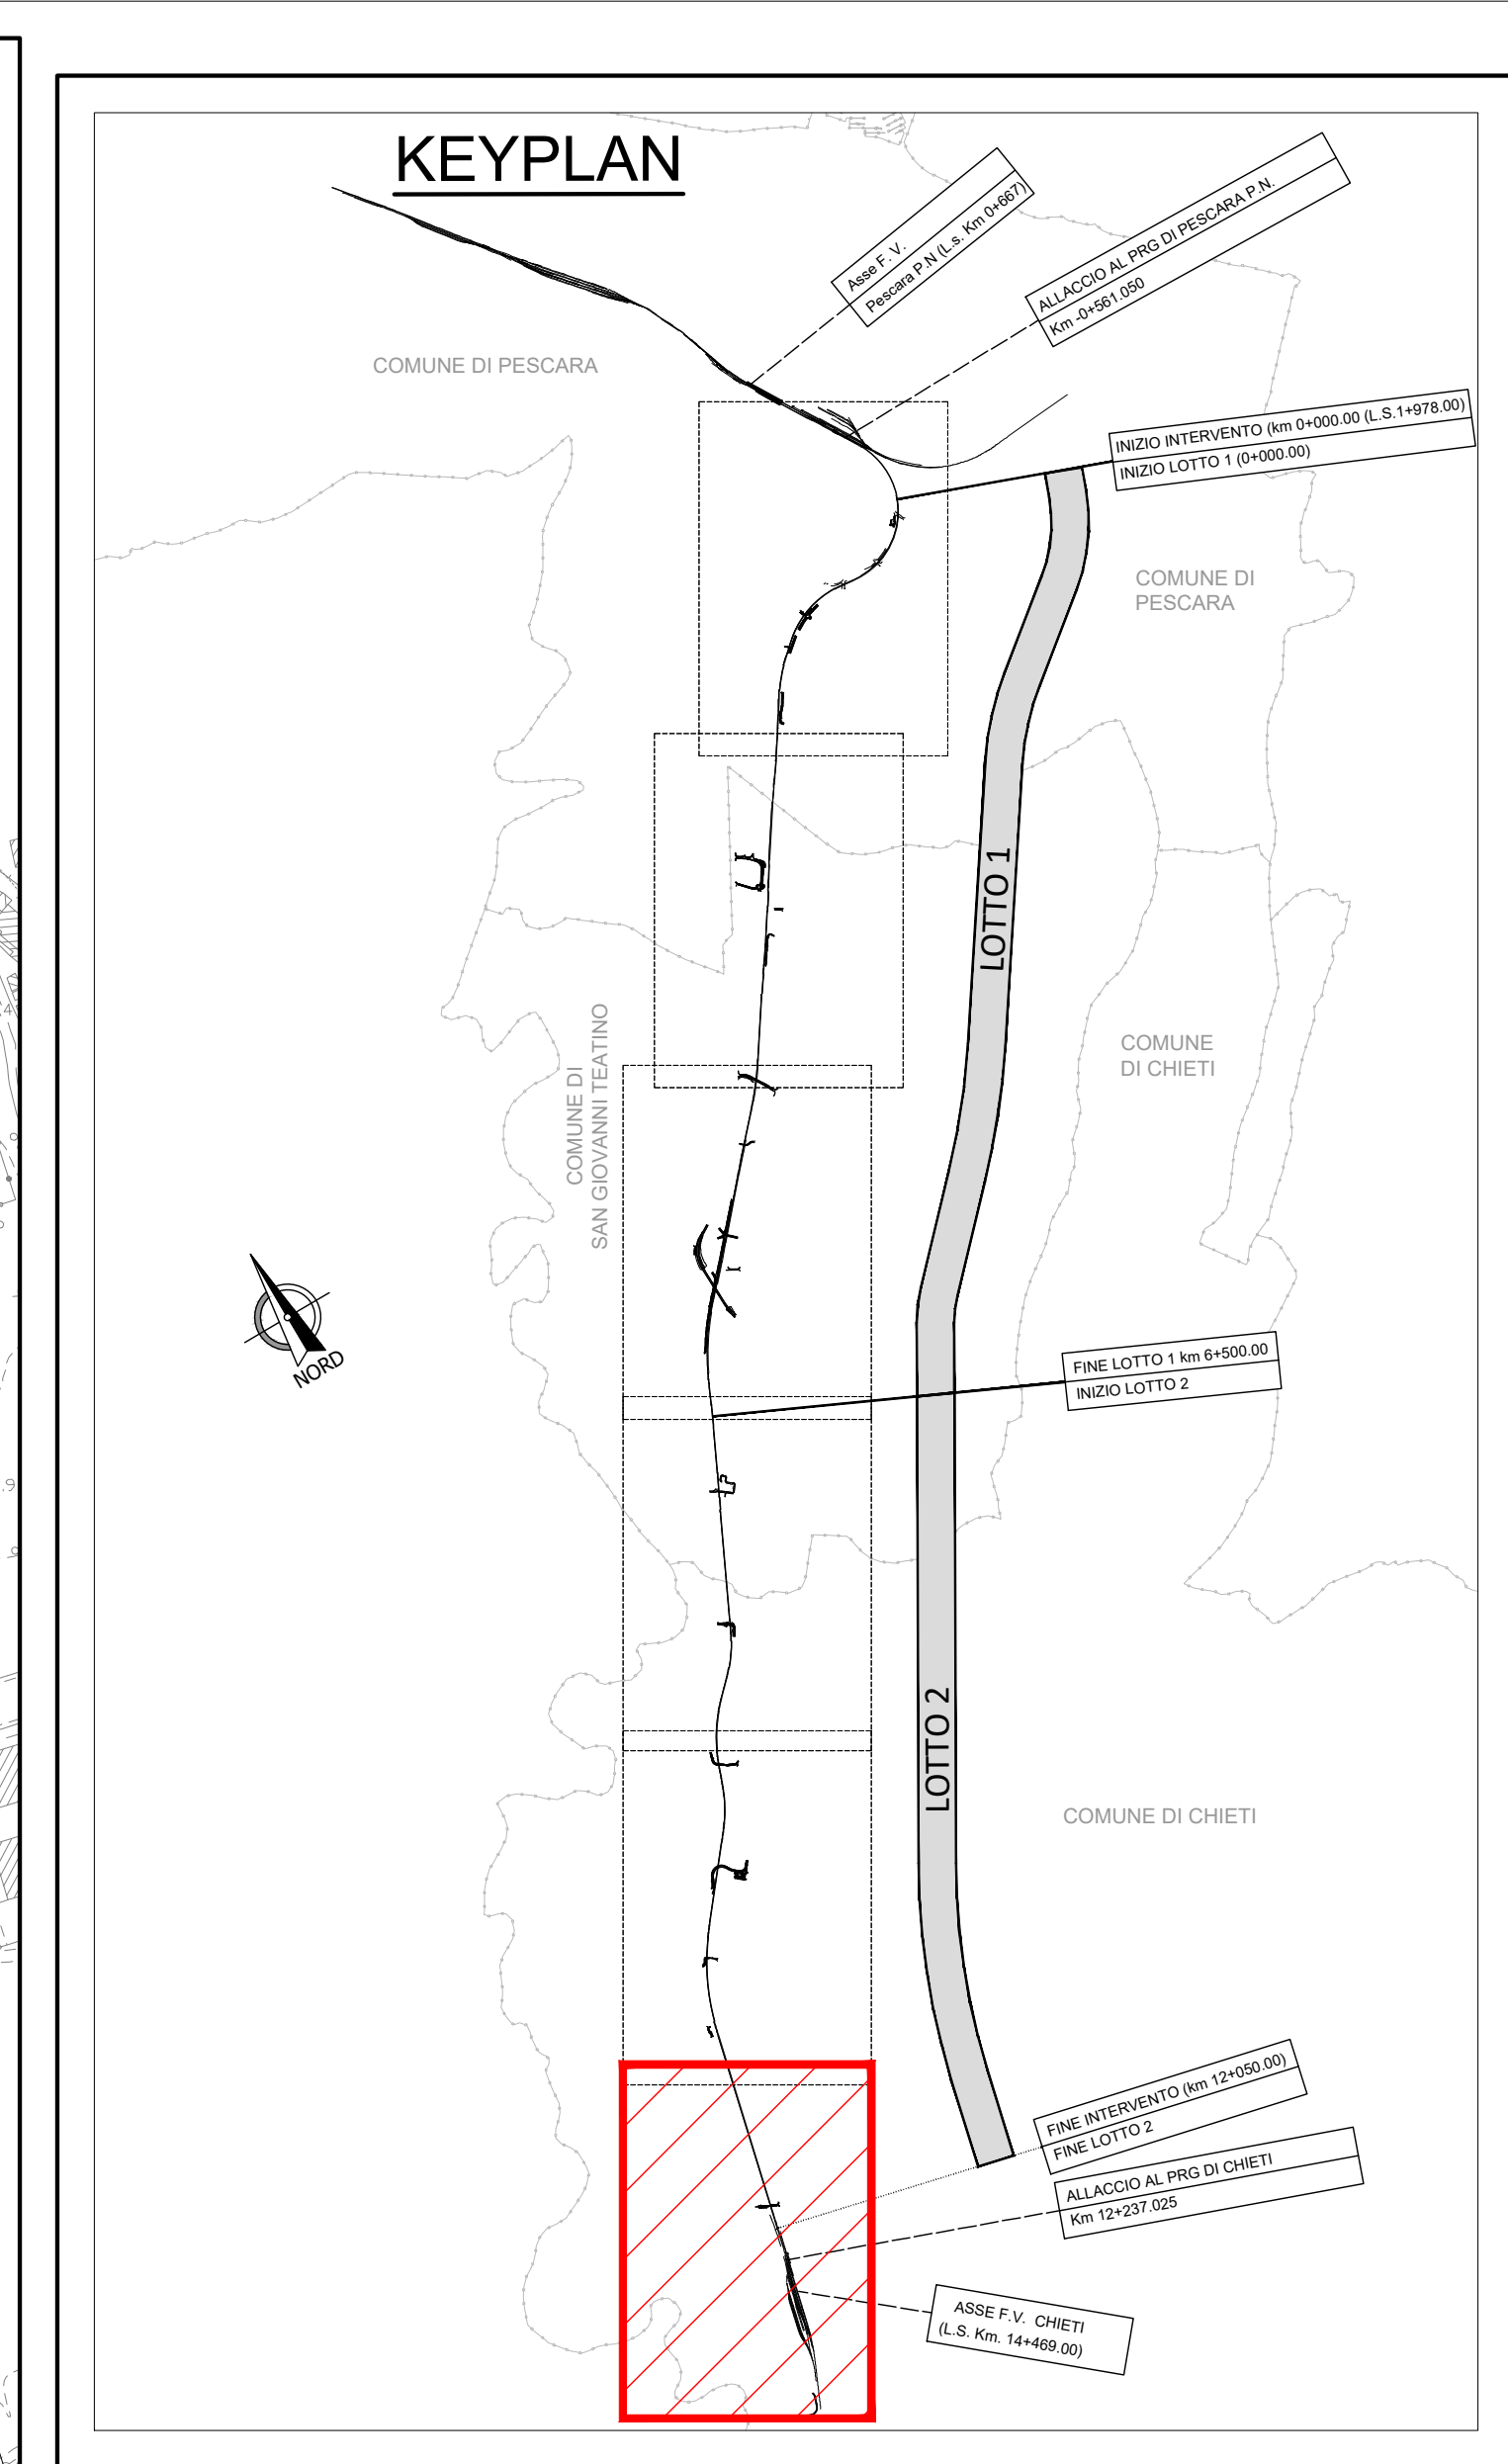 KEYPLAN
Asse F. V.
Pescara P.N (L.s. Km 0+667)
ALLACCIO AL PRG DI PESCARA P.N.
Km -0+561.050
COMUNE DI PESCARA
INIZIO INTERVENTO (km 0+000.00 (L.S.1+978.00)
INIZIO LOTTO 1 (0+000.00)
COMUNE DI
PESCARA
LOTTO 1
COMUNE DI
SAN GIOVANNI TEATINO
COMUNE
DI CHIETI
NORD
FINE LOTTO 1 km 6+500.00
INIZIO LOTTO 2
LOTTO 2
COMUNE DI CHIETI
FINE INTERVENTO (km 12+050.00)
FINE LOTTO 2
ALLACCIO AL PRG DI CHIETI
Km 12+237.025
ASSE F.V. CHIETI
(L.S. Km. 14+469.00)